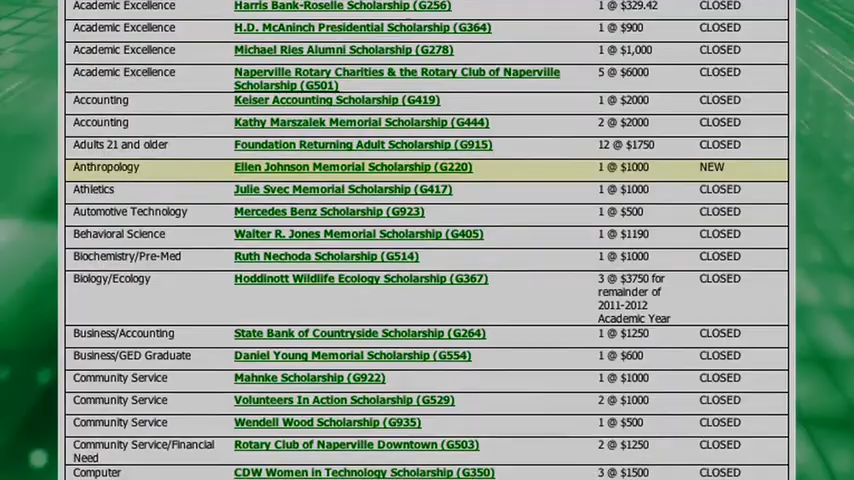 Academic Excellence Harris Bank-Roselle Scholarship (G256) 1 @ $329.42 CLOSED
Academic Excellence H.D. McAninch Presidential Scholarship (G364) 1 @ $900 CLOSED
Academic Excellence Michael Ries Alumni Scholarship (G278) 1 @ $1,000 CLOSED
Academic Excellence Naperville Rotary Charities & the Rotary Club of Naperville 5 @ $6000 CLOSED
Scholarship (G501)
Accounting Keiser Accounting Scholarship (G419) 1 @ $2000 CLOSED
Accounting Kathy Marszalek Memorial Scholarship (G444) 2 @ $2000 CLOSED
Adults 21 and older Foundation Returning Adult Scholarship (G915) 12 @ $1750 CLOSED
Anthropology Ellen Johnson Memorial Scholarship (G220) 1 @ $1000 NEW
Athletics Julie Svec Memorial Scholarship (G417) 1 @ $1000 CLOSED
Automotive Technology Mercedes Benz Scholarship (G923) 1 @ $500 CLOSED
Behavioral Science Walter R. Jones Memorial Scholarship (G405) 1 @ $1190 CLOSED
Biochemistry/Pre-Med Ruth Nechoda Scholarship (G514) 1 @ $1000 CLOSED
Biology/Ecology Hoddinott Wildlife Ecology Scholarship (G367) 3 @ $3750 for CLOSED
remainder of
2011-2012
Academic Year
Business/Accounting State Bank of Countryside Scholarship (G264) 1 @ $1250 CLOSED
Business/GED Graduate Daniel Young Memorial Scholarship (G554) 1 @ $600 CLOSED
Community Service Mahnke Scholarship (G922) 1 @ $1000 CLOSED
Community Service Volunteers In Action Scholarship (G529) 2 @ $1000 CLOSED
Community Service Wendell Wood Scholarship (G935) 1 @ $500 CLOSED
Community Service/Financial Rotary Club of Naperville Downtown (G503) 2 @ $1250 CLOSED
Need
Computer CDW Women in Technology Scholarship (G350) 3 @ $1500 CLOSED